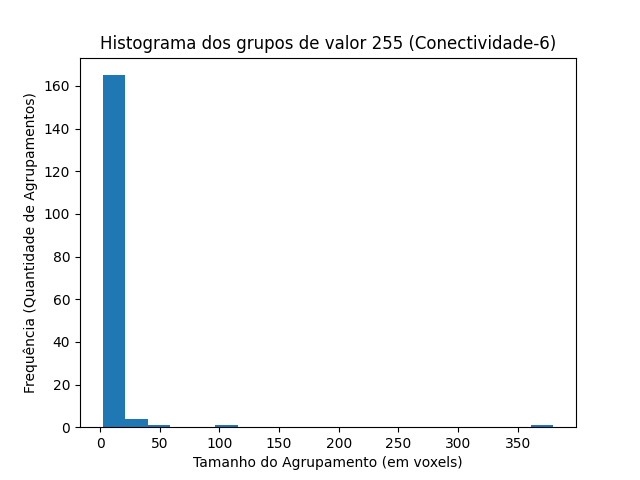 Histograma dos grupos de valor 255 (Conectividade-6)
Frequência (Quantidade de Agrupamentos)
160
140
120
100
80
60
40
20
0
0 50 100 150 200 250 300 350
Tamanho do Agrupamento (em voxels)